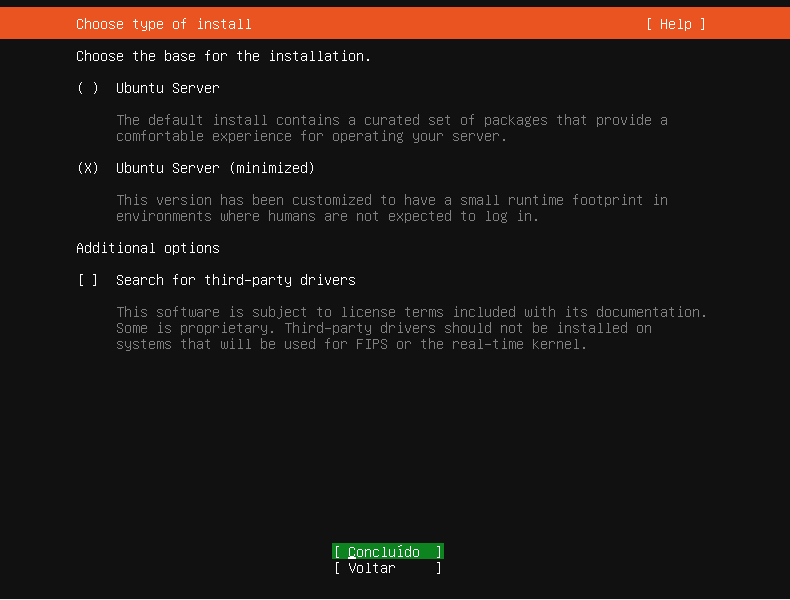 Choose type of install [ Help ]
Choose the base for the installation.
( ) Ubuntu Server
The default install contains a curated set of packages that provide a
comfortable experience for operating your server.
(X) Ubuntu Server (minimized)
This version has been customized to have a small runtime footprint in
environments where humans are not expected to log in.
Additional options
[ ] Search for third-party drivers
This software is subject to license terms included with its documentation.
Some is proprietary. Third-party drivers should not be installed on
systems that will be used for FIPS or the real-time kernel.
[ Concluído ]
[ Voltar ]